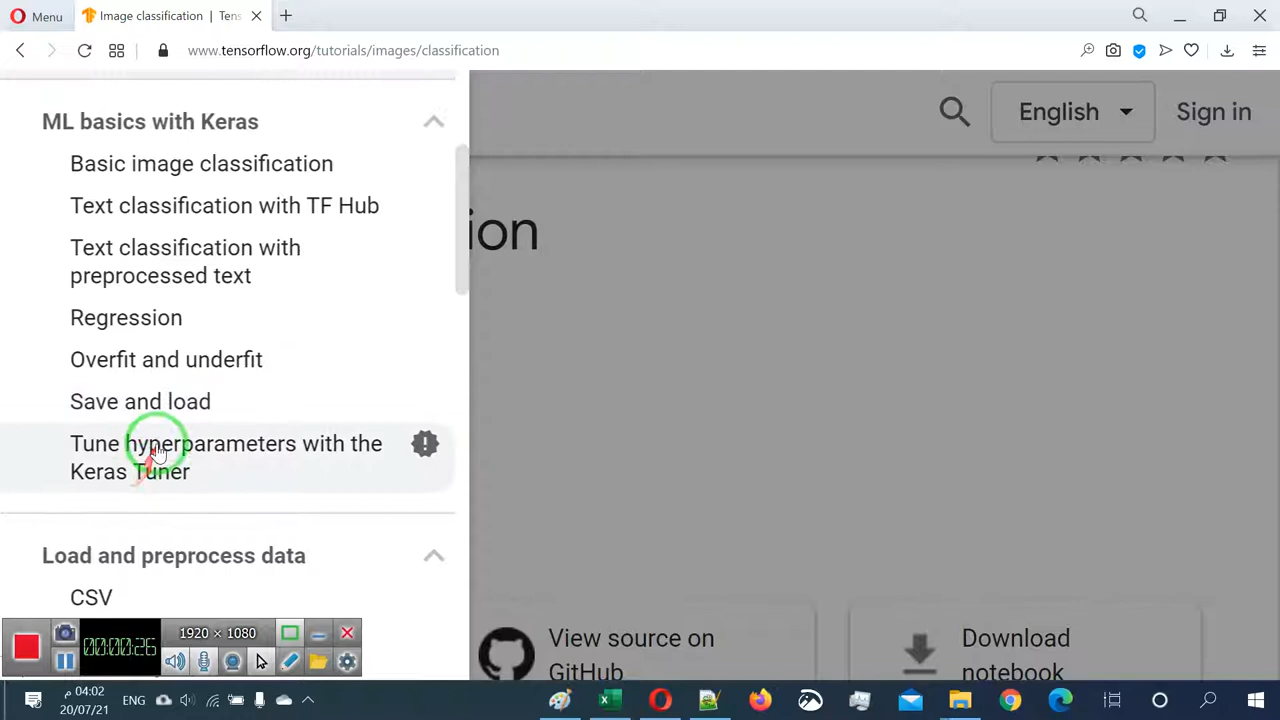 Menu
Image classification | Tens
www.tensorflow.org/tutorials/images/classification
ML basics with Keras
Basic image classification
Text classification with TF Hub
Text classification with
preprocessed text
Regression
Overfit and underfit
Save and load
Tune hyperparameters with the
Keras Tuner
Load and preprocess data
CSV
English
Sign in
ion
View source on
GitHub
Download
notebook
00:00:26
1920 × 1080
ENG
04:02 م
20/07/21